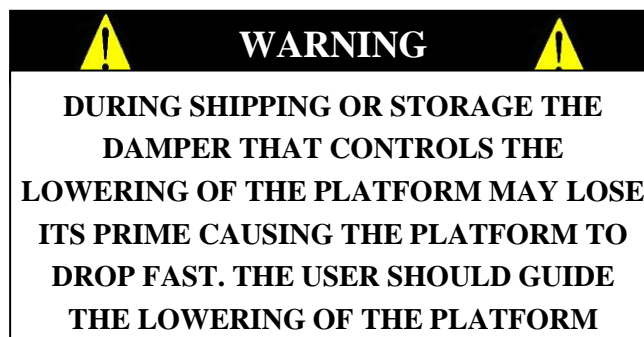 WARNING
DURING SHIPPING OR STORAGE THE
DAMPER THAT CONTROLS THE
LOWERING OF THE PLATFORM MAY LOSE
ITS PRIME CAUSING THE PLATFORM TO
DROP FAST. THE USER SHOULD GUIDE
THE LOWERING OF THE PLATFORM